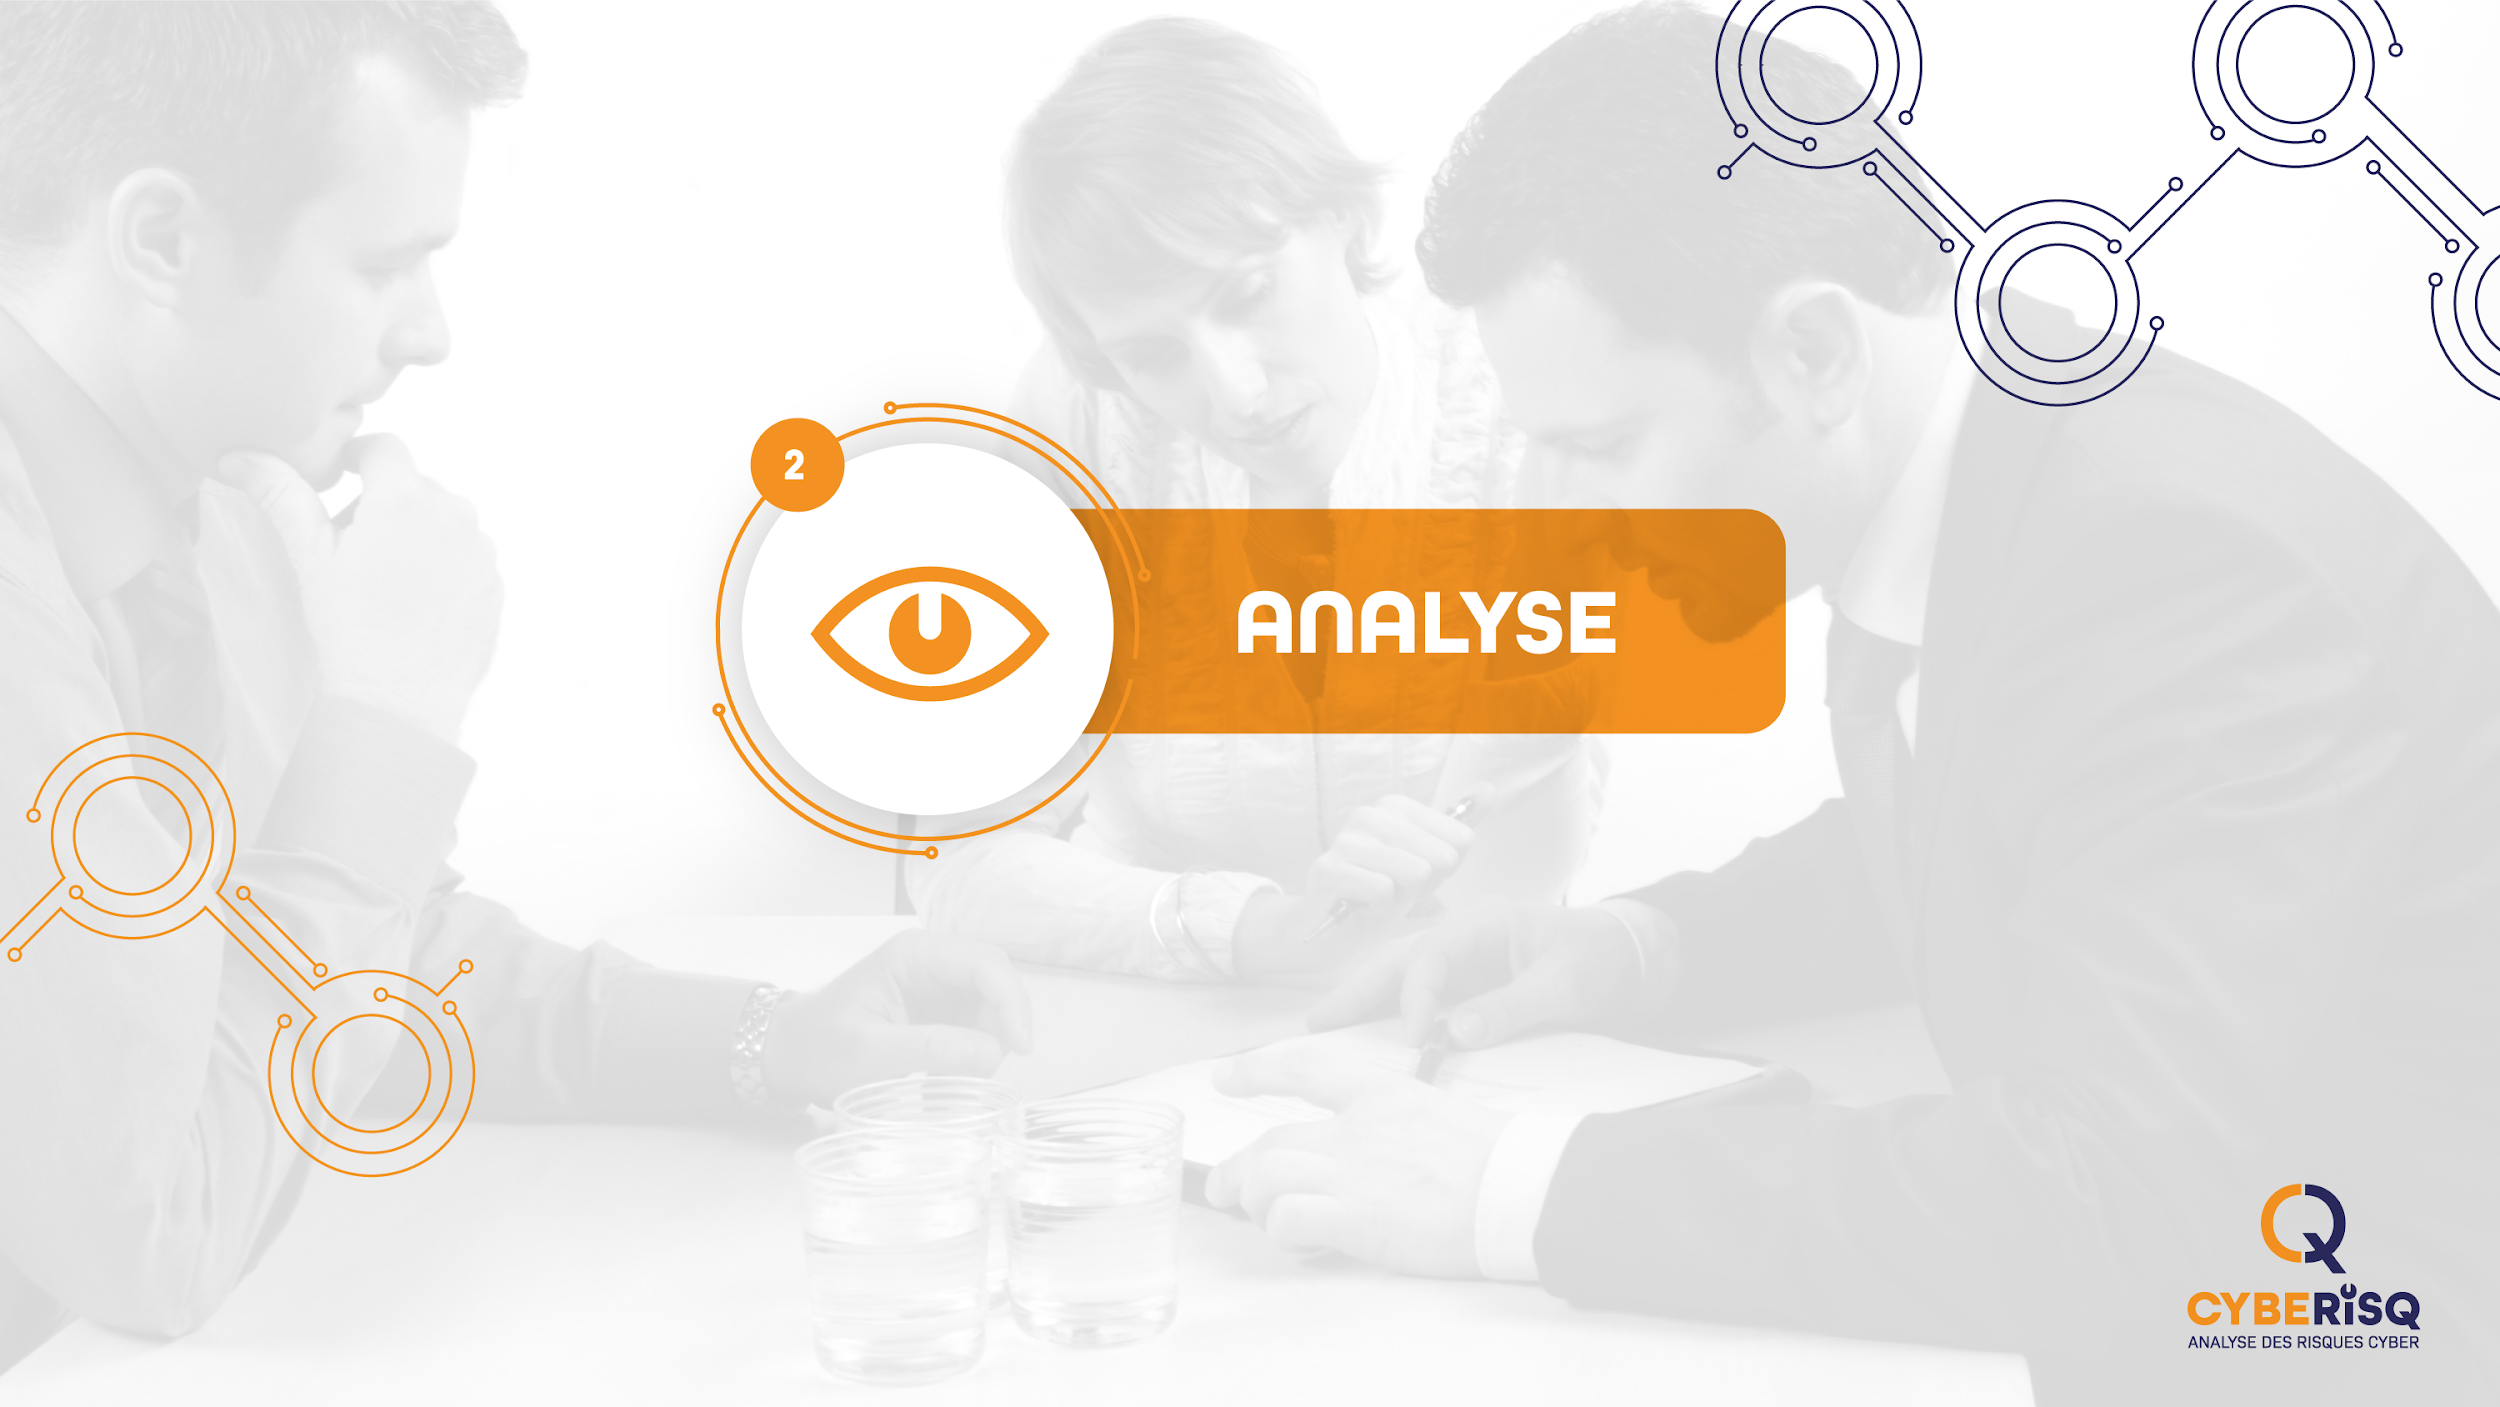 2
ANALYSE
CYBERiSQ
ANALYSE DES RISQUES CYBER